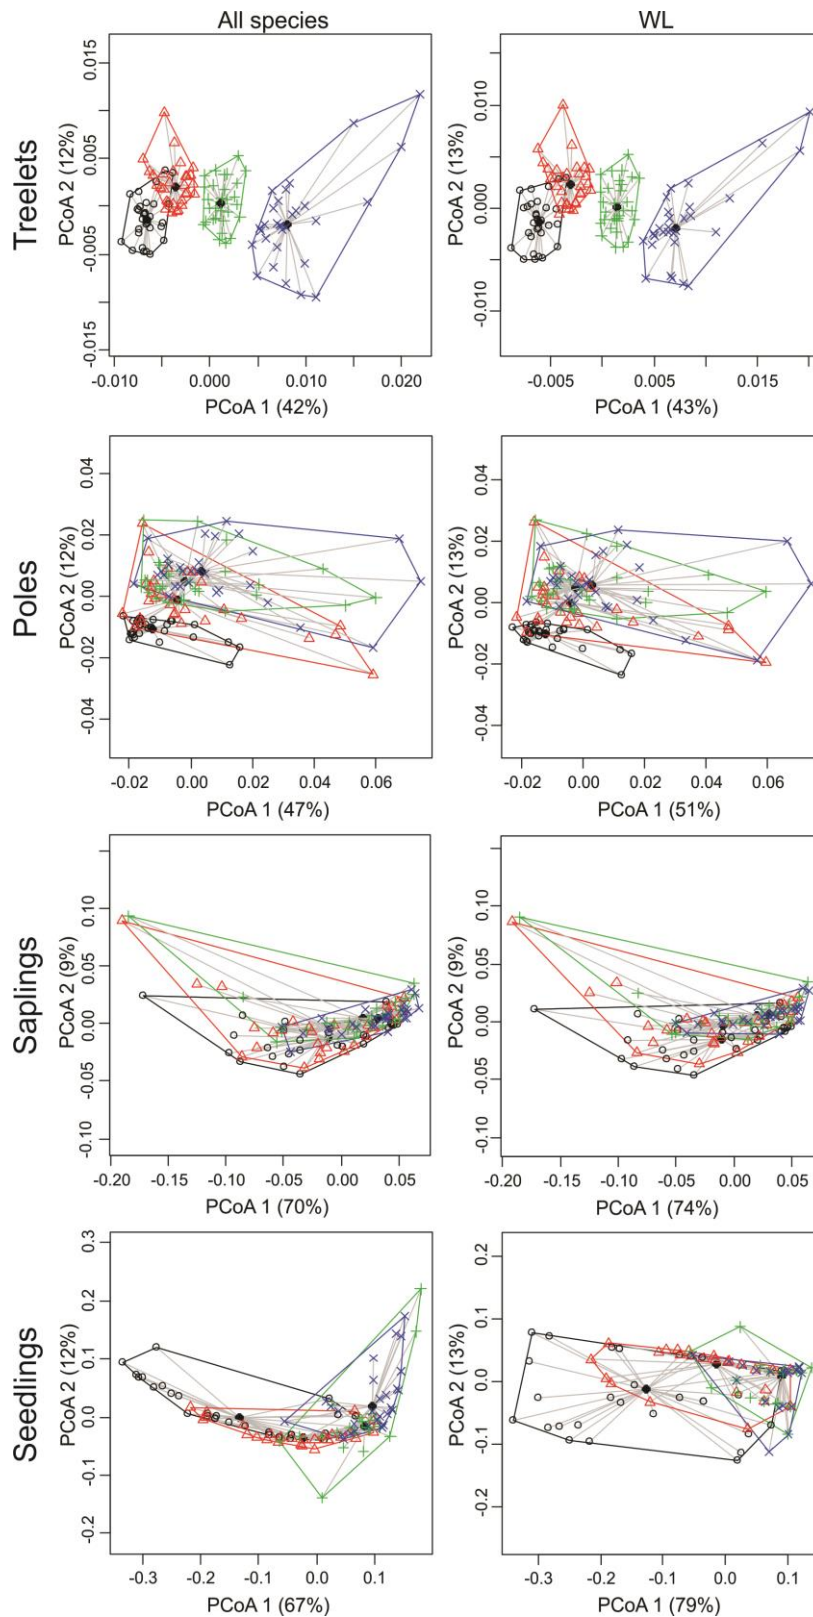 All species
WL
Treelets
PCoA 2 (12%)
0.015
0.005
-0.005
-0.015
-0.010 0.000 0.010 0.020
PCoA 1 (42%)
PCoA 2 (13%)
0.010
0.000
-0.010
-0.005 0.005 0.015
PCoA 1 (43%)
Poles
PCoA 2 (12%)
0.04
0.02
0.00
-0.02
-0.04
-0.02 0.00 0.02 0.04 0.06
PCoA 1 (47%)
PCoA 2 (13%)
0.04
0.02
0.00
-0.02
-0.04
-0.02 0.00 0.02 0.04 0.06
PCoA 1 (51%)
Saplings
PCoA 2 (9%)
0.10
0.05
0.00
-0.05
-0.10
-0.20 -0.15 -0.10 -0.05 0.00 0.05
PCoA 1 (70%)
PCoA 2 (9%)
0.10
0.05
0.00
-0.05
-0.10
-0.20 -0.15 -0.10 -0.05 0.00 0.05
PCoA 1 (74%)
Seedlings
PCoA 2 (12%)
0.3
0.2
0.1
0.0
-0.1
-0.2
-0.3 -0.2 -0.1 0.0 0.1
PCoA 1 (67%)
PCoA 2 (13%)
0.2
0.1
0.0
-0.1
-0.2
-0.3 -0.2 -0.1 0.0 0.1
PCoA 1 (79%)